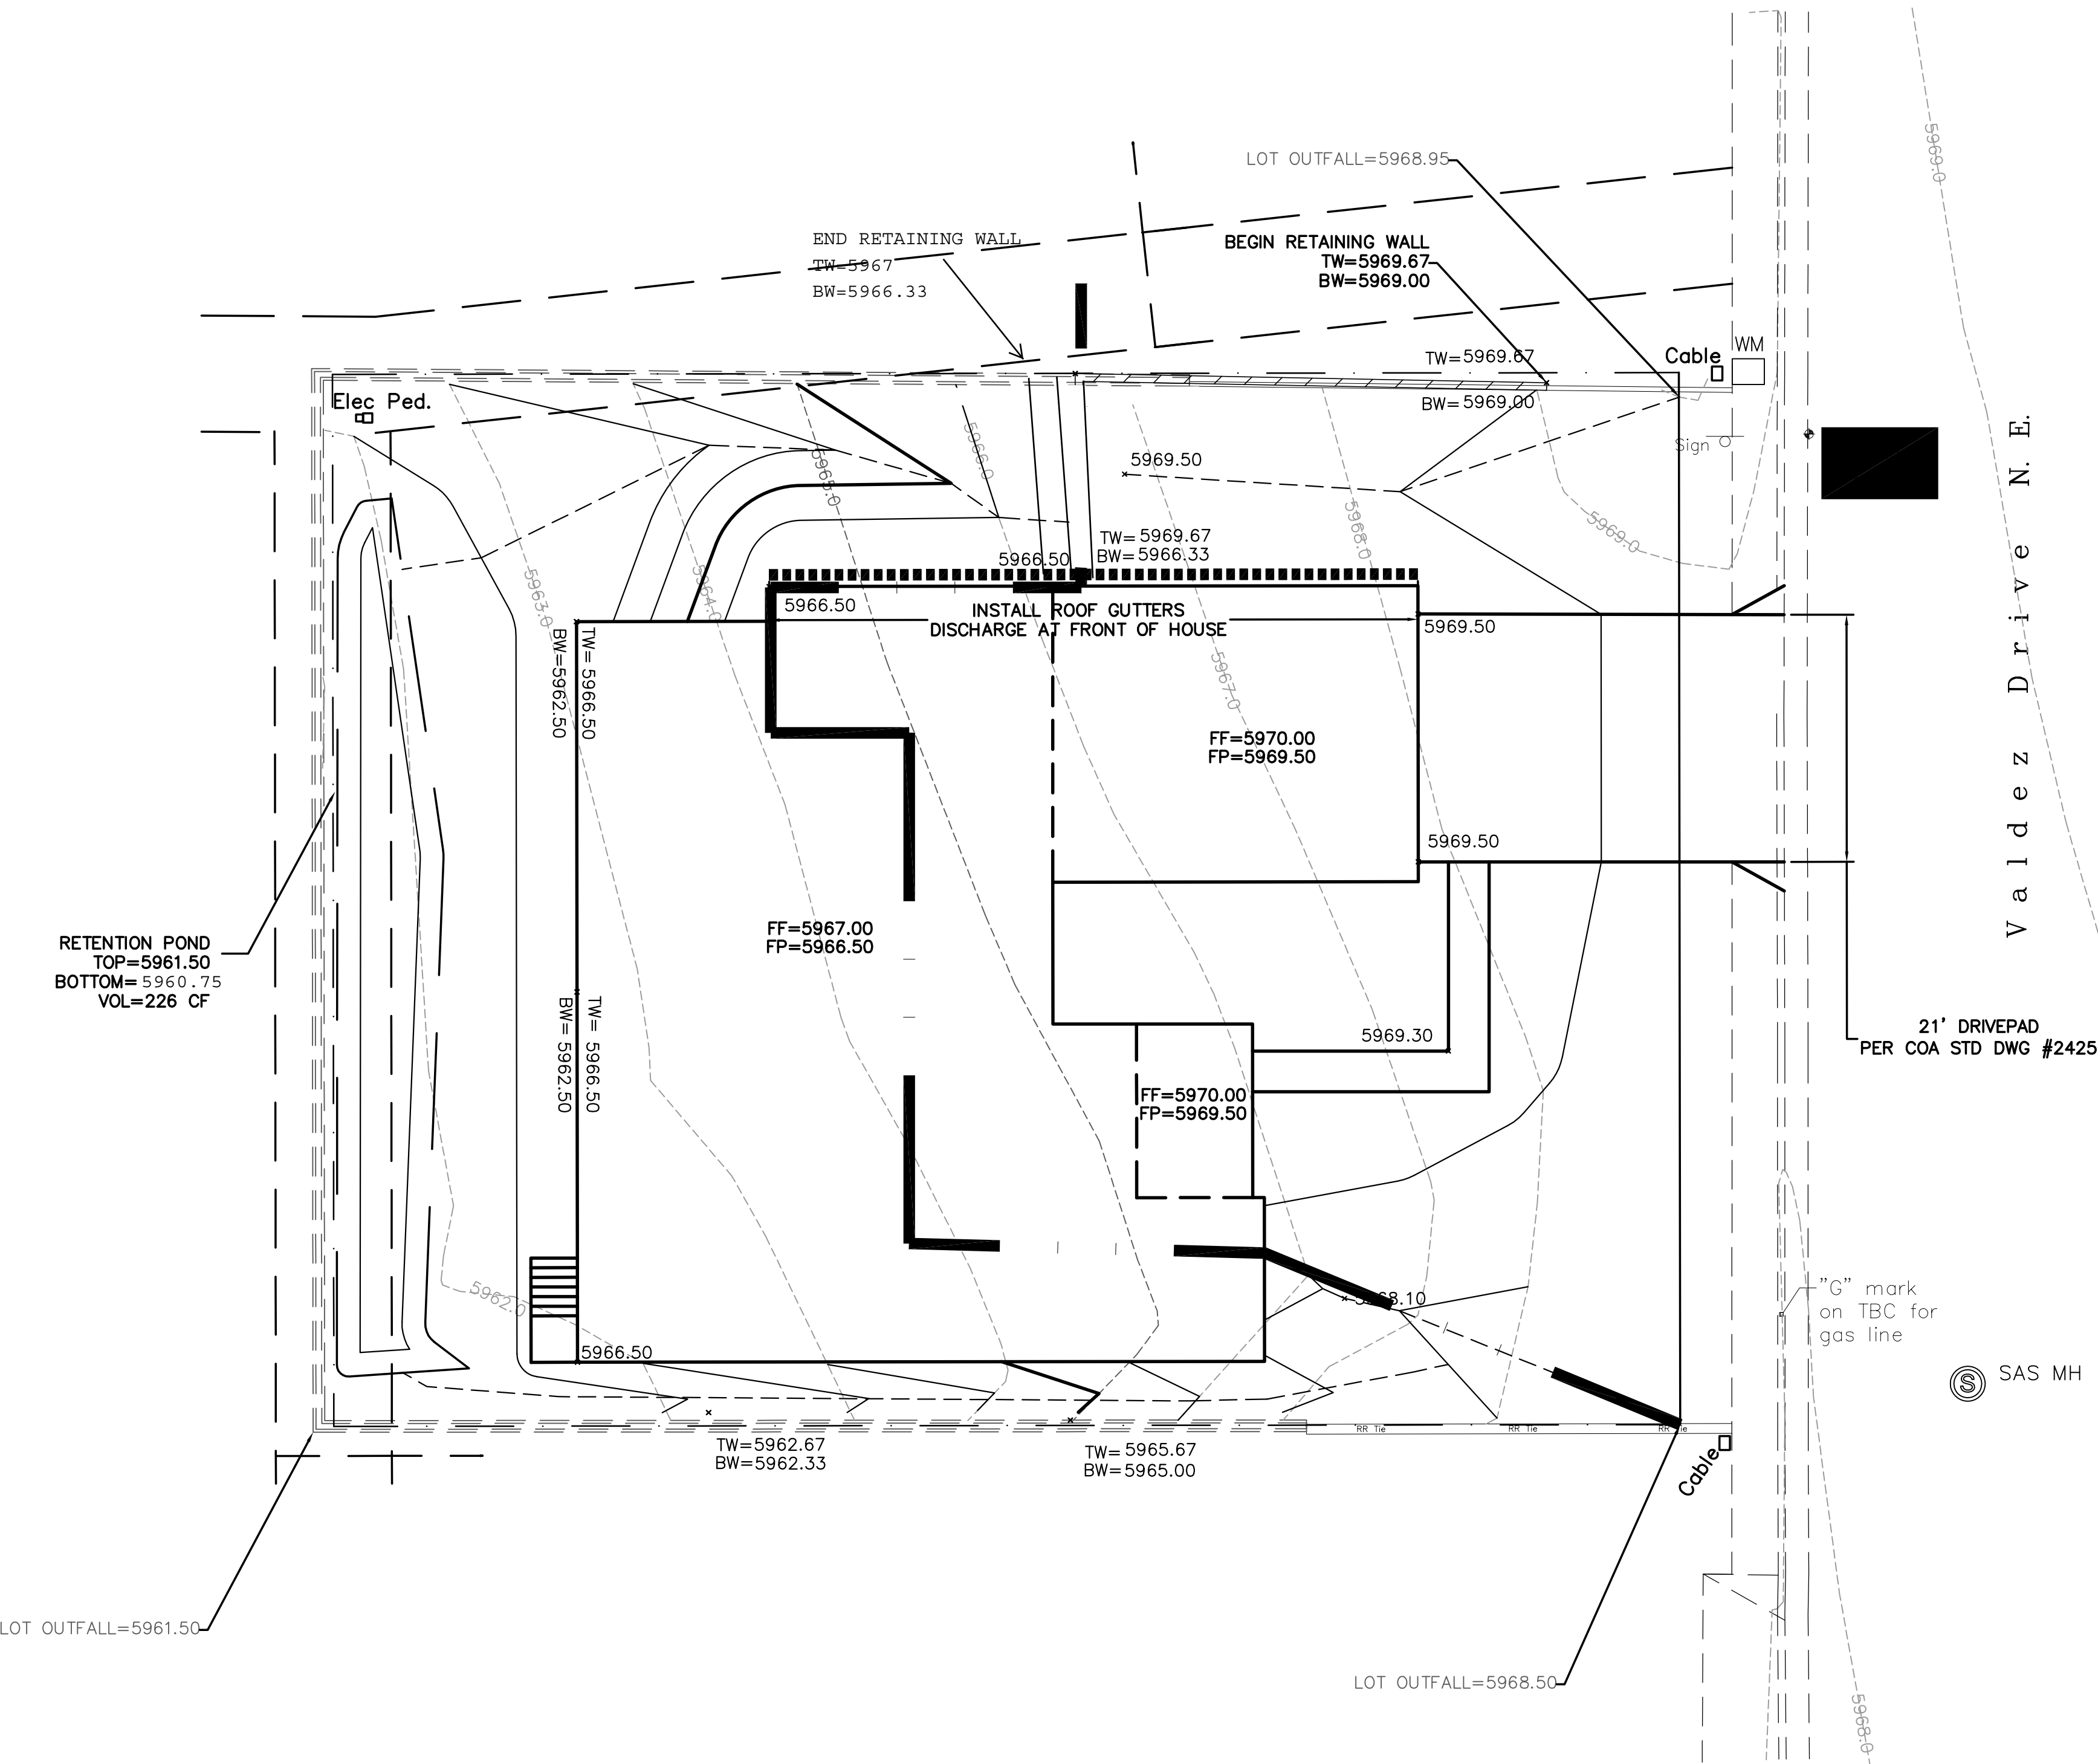 LOT OUTFALL=5968.95
5969.0
END RETAINING WALL
TW=5967
BW=5966.33
BEGIN RETAINING WALL
TW=5969.67
BW=5969.00
TW=5969.67
BW=5969.00
Cable
WM
Elec Ped.
Sign
5969.50
5965.0
5966.0
5968.0
5969.0
TW=5969.67
BW=5966.33
5966.50
5963.0
5964.0
5966.50
INSTALL ROOF GUTTERS
DISCHARGE AT FRONT OF HOUSE
5969.50
BW=5962.50
TW=5966.50
5967.0
Valdez Drive N.E.
FF=5970.00
FP=5969.50
5969.50
FF=5967.00
FP=5966.50
RETENTION POND
TOP=5961.50
BOTTOM=5960.75
VOL=226 CF
BW=5962.50
TW=5966.50
5969.30
21' DRIVEPAD
PER COA STD DWG #2425
FF=5970.00
FP=5969.50
5962.0
5968.10
"G" mark
on TBC for
gas line
5966.50
SAS MH
S
RR Tie
RR Tie
RR Tie
TW=5962.67
BW=5962.33
TW=5965.67
BW=5965.00
Cable
LOT OUTFALL=5961.50
LOT OUTFALL=5968.50
5968.0